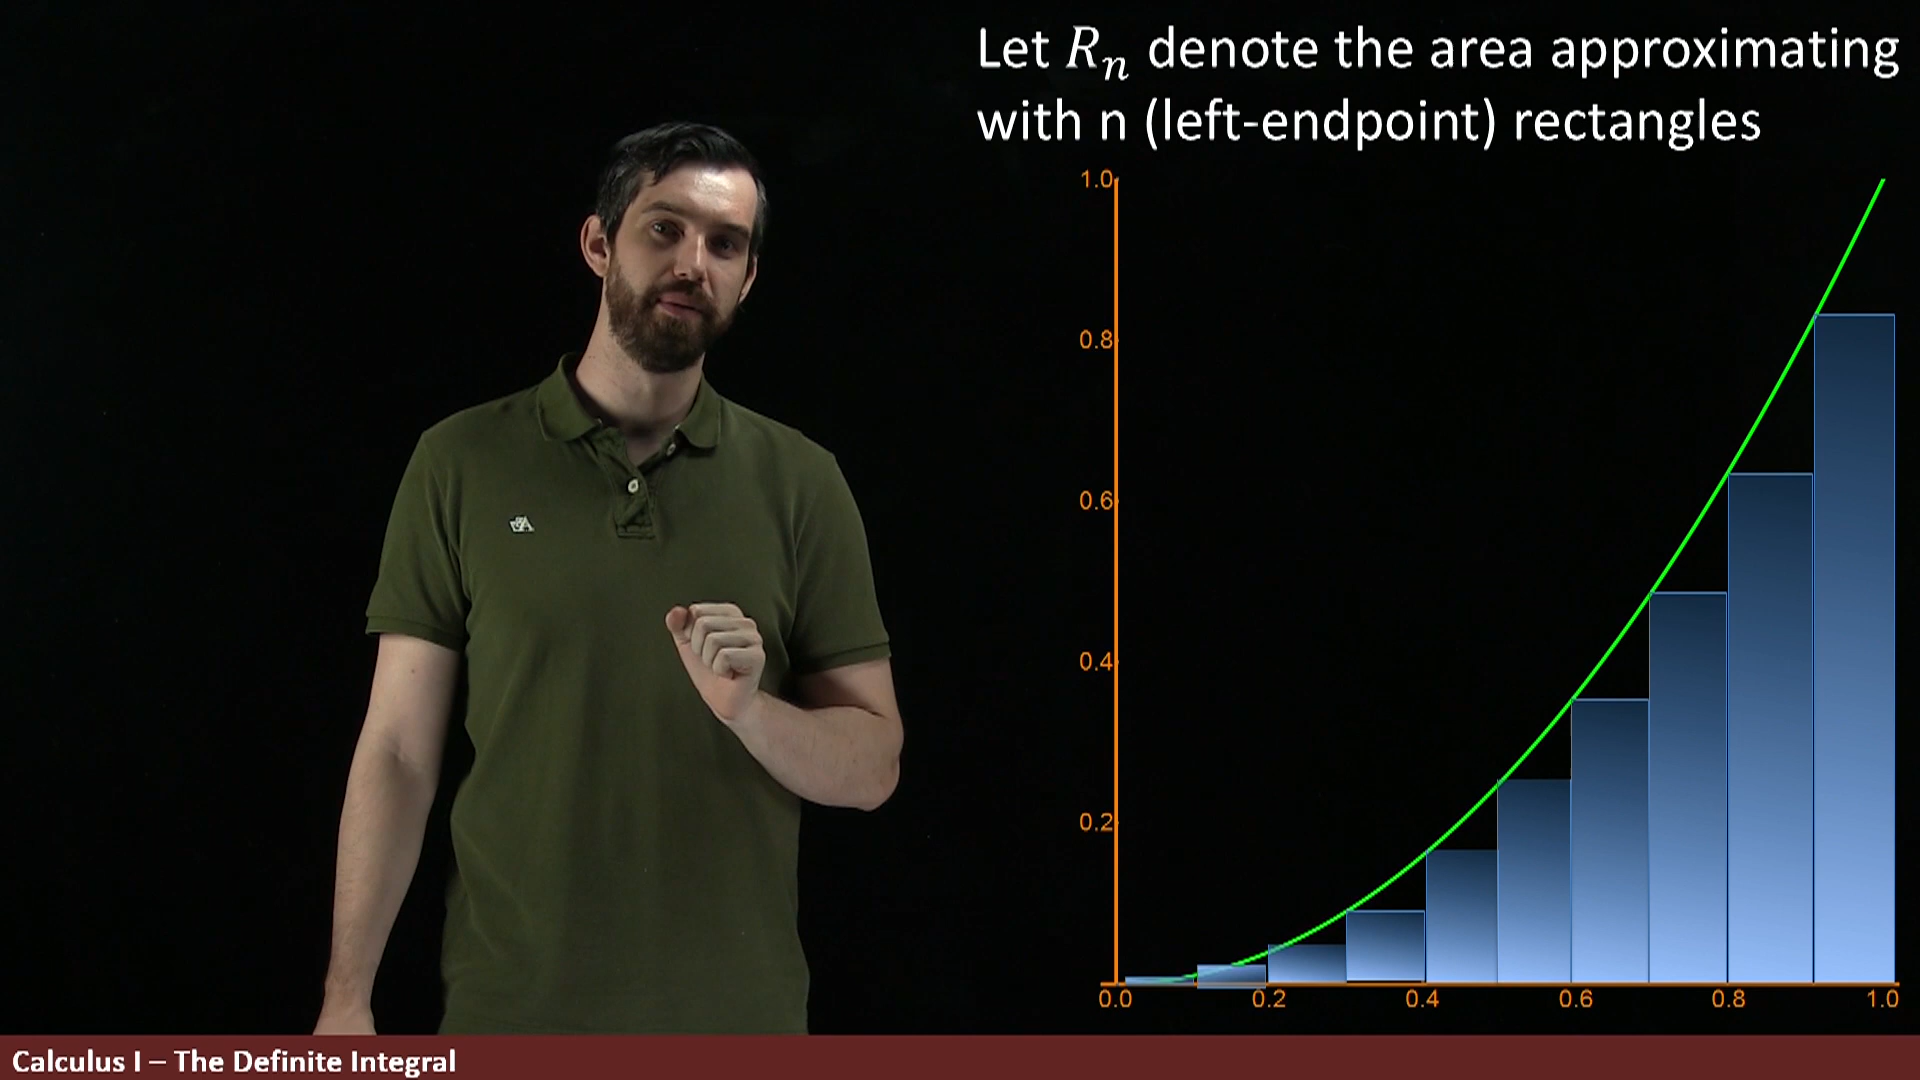 Let Rₙ denote the area approximating
with n (left-endpoint) rectangles
1.0
0.8
0.6
0.4
0.2
0.0 0.2 0.4 0.6 0.8 1.0
Calculus I – The Definite Integral